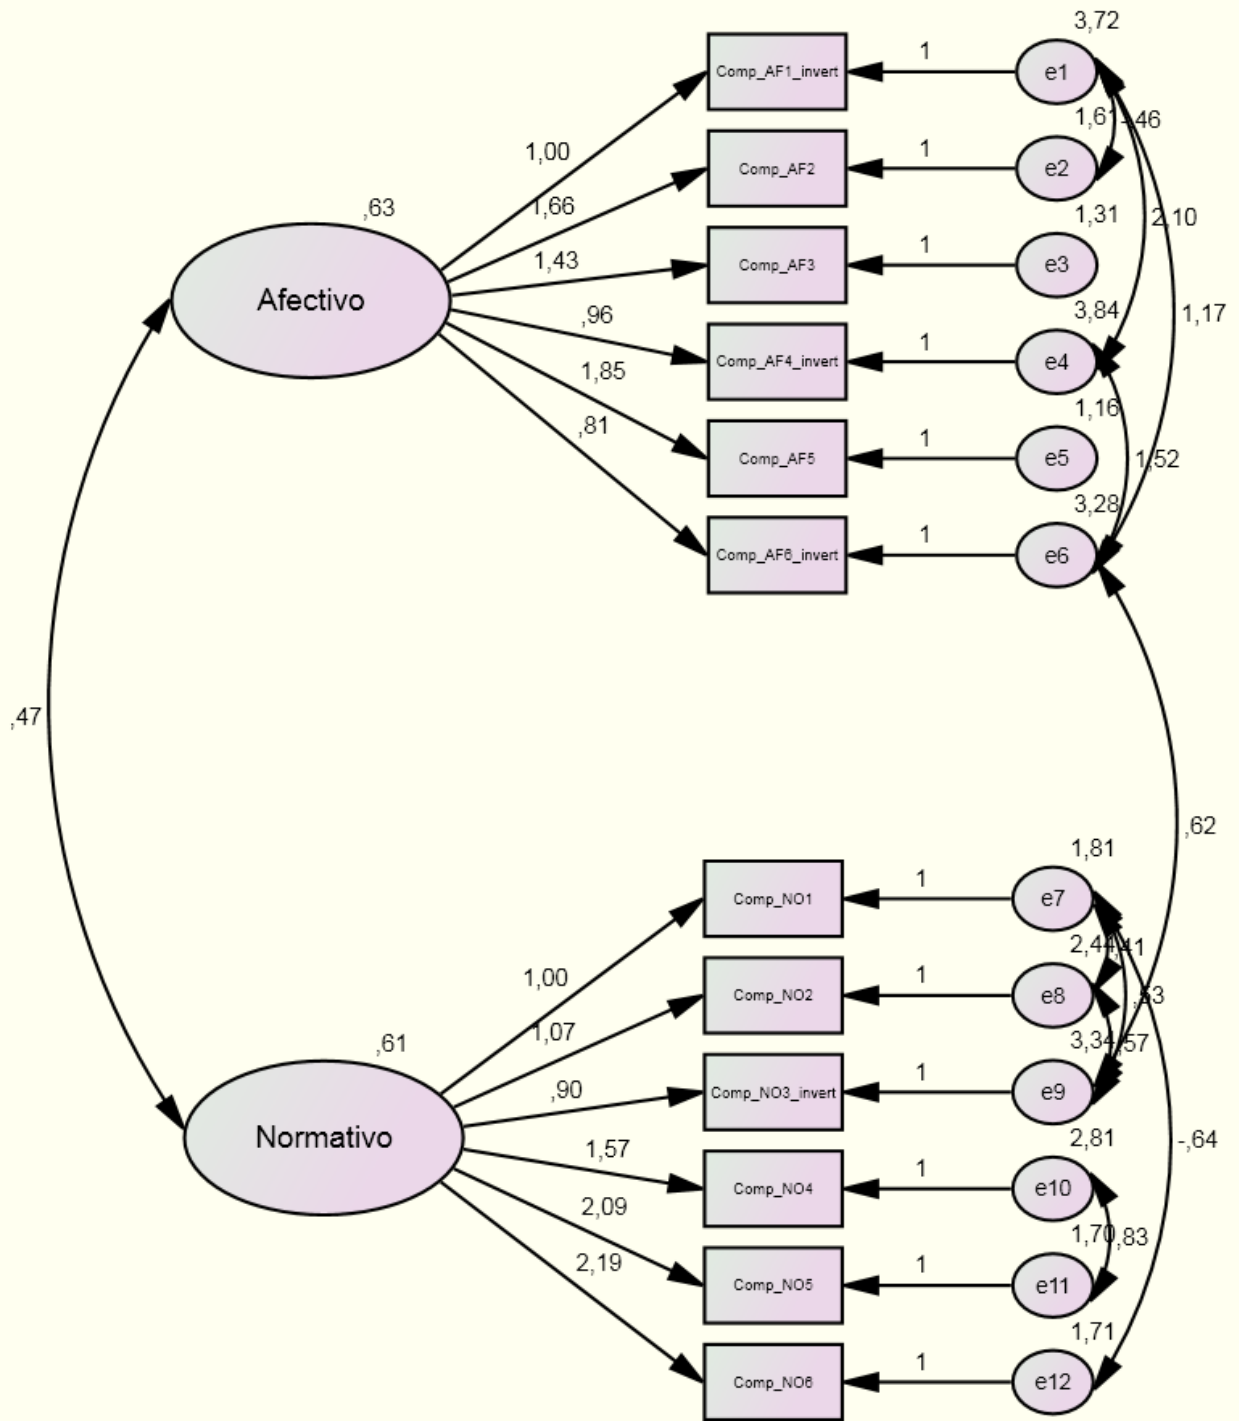 3,72
Comp_AF1_invert
1
e1
1,61
-,46
1,00
Comp_AF2
1
e2
1,66
,63
1,31
2,10
Comp_AF3
1
e3
1,43
Afectivo
3,84
1,17
,96
Comp_AF4_invert
1
e4
1,85
1,16
,81
Comp_AF5
1
e5
1,52
3,28
Comp_AF6_invert
1
e6
,47
,62
1,81
Comp_NO1
1
e7
2,44
,41
1,00
Comp_NO2
1
e8
,53
1,07
,61
3,34
,57
,90
Comp_NO3_invert
1
e9
Normativo
2,81
-,64
1,57
Comp_NO4
1
e10
2,09
1,70
,83
2,19
Comp_NO5
1
e11
1,71
Comp_NO6
1
e12